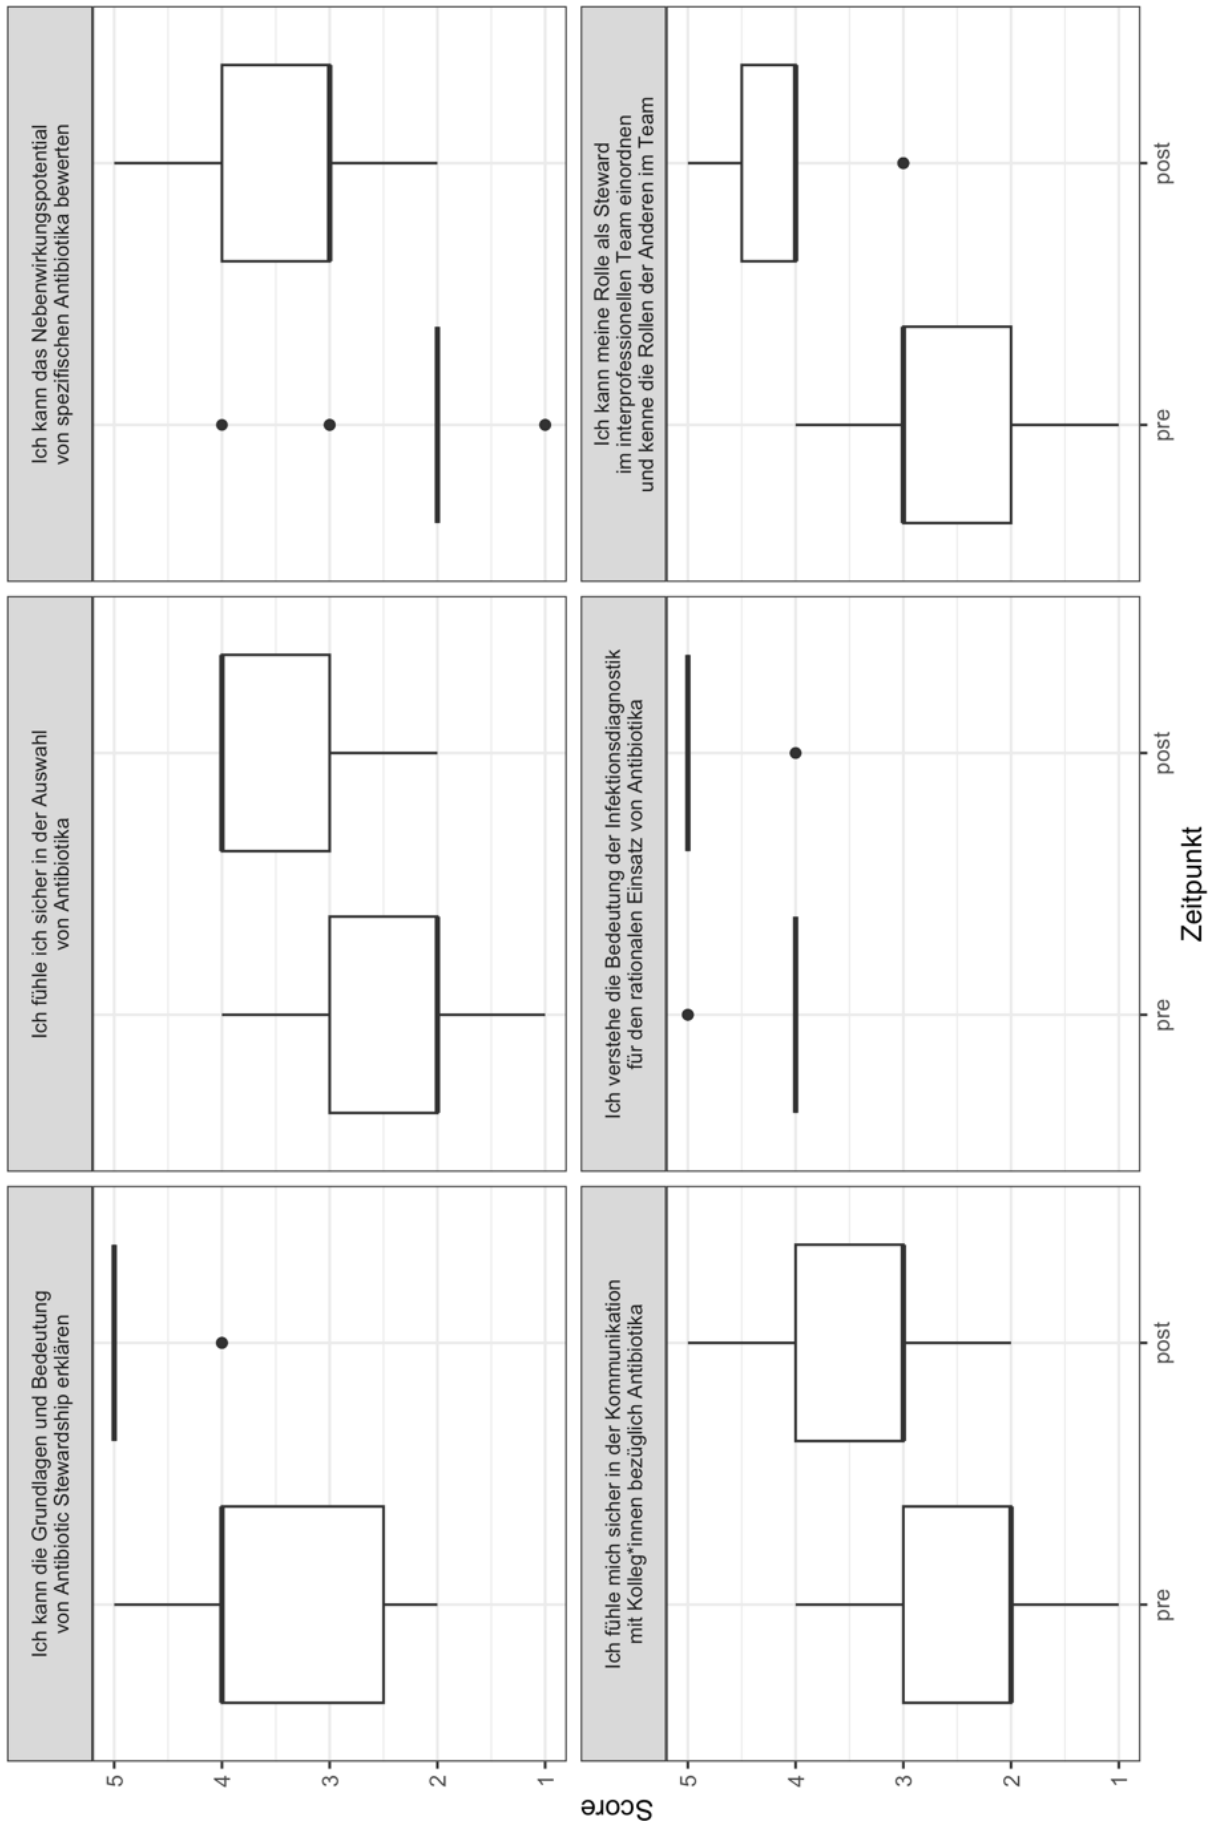 Ich kann die Grundlagen und Bedeutung
von Antibiotic Stewardship erklären
Ich fühle ich sicher in der Auswahl
von Antibiotika
Ich kann das Nebenwirkungspotential
von spezifischen Antibiotika bewerten
5
4
3
2
1
Ich fühle mich sicher in der Kommunikation
mit Kolleg*innen bezüglich Antibiotika
Ich verstehe die Bedeutung der Infektionsdiagnostik
für den rationalen Einsatz von Antibiotika
Ich kann meine Rolle als Steward
im interprofessionellen Team einordnen
und kenne die Rollen der Anderen im Team
5
4
3
2
1
Score
pre
post
pre
post
pre
post
Zeitpunkt